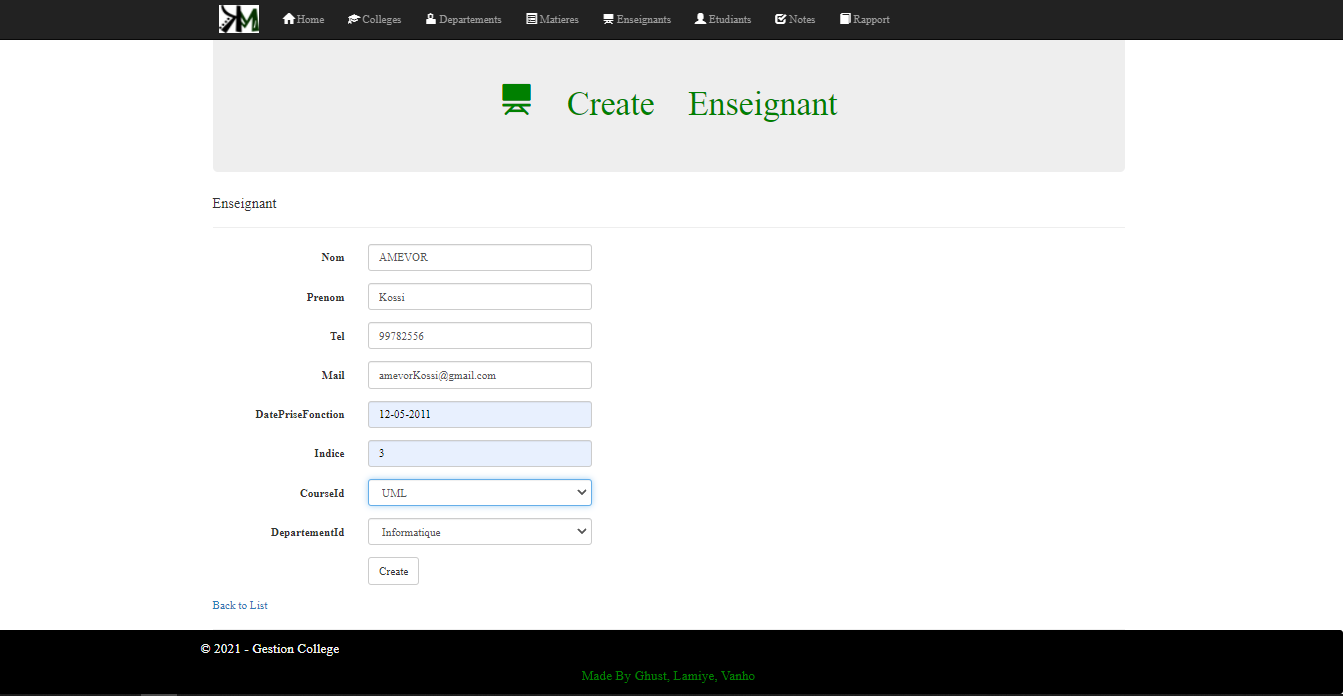 KM Home Colleges Departements Matieres Enseignants Etudiants Notes Rapport
Create Enseignant
Enseignant
Nom AMEVOR
Prenom Kossi
Tel 99782556
Mail amevorKossi@gmail.com
DatePriseFonction 12-05-2011
Indice 3
CourseId UML
DepartementId Informatique
Create
Back to List
© 2021 - Gestion College
Made By Ghust, Lamiye, Vanho